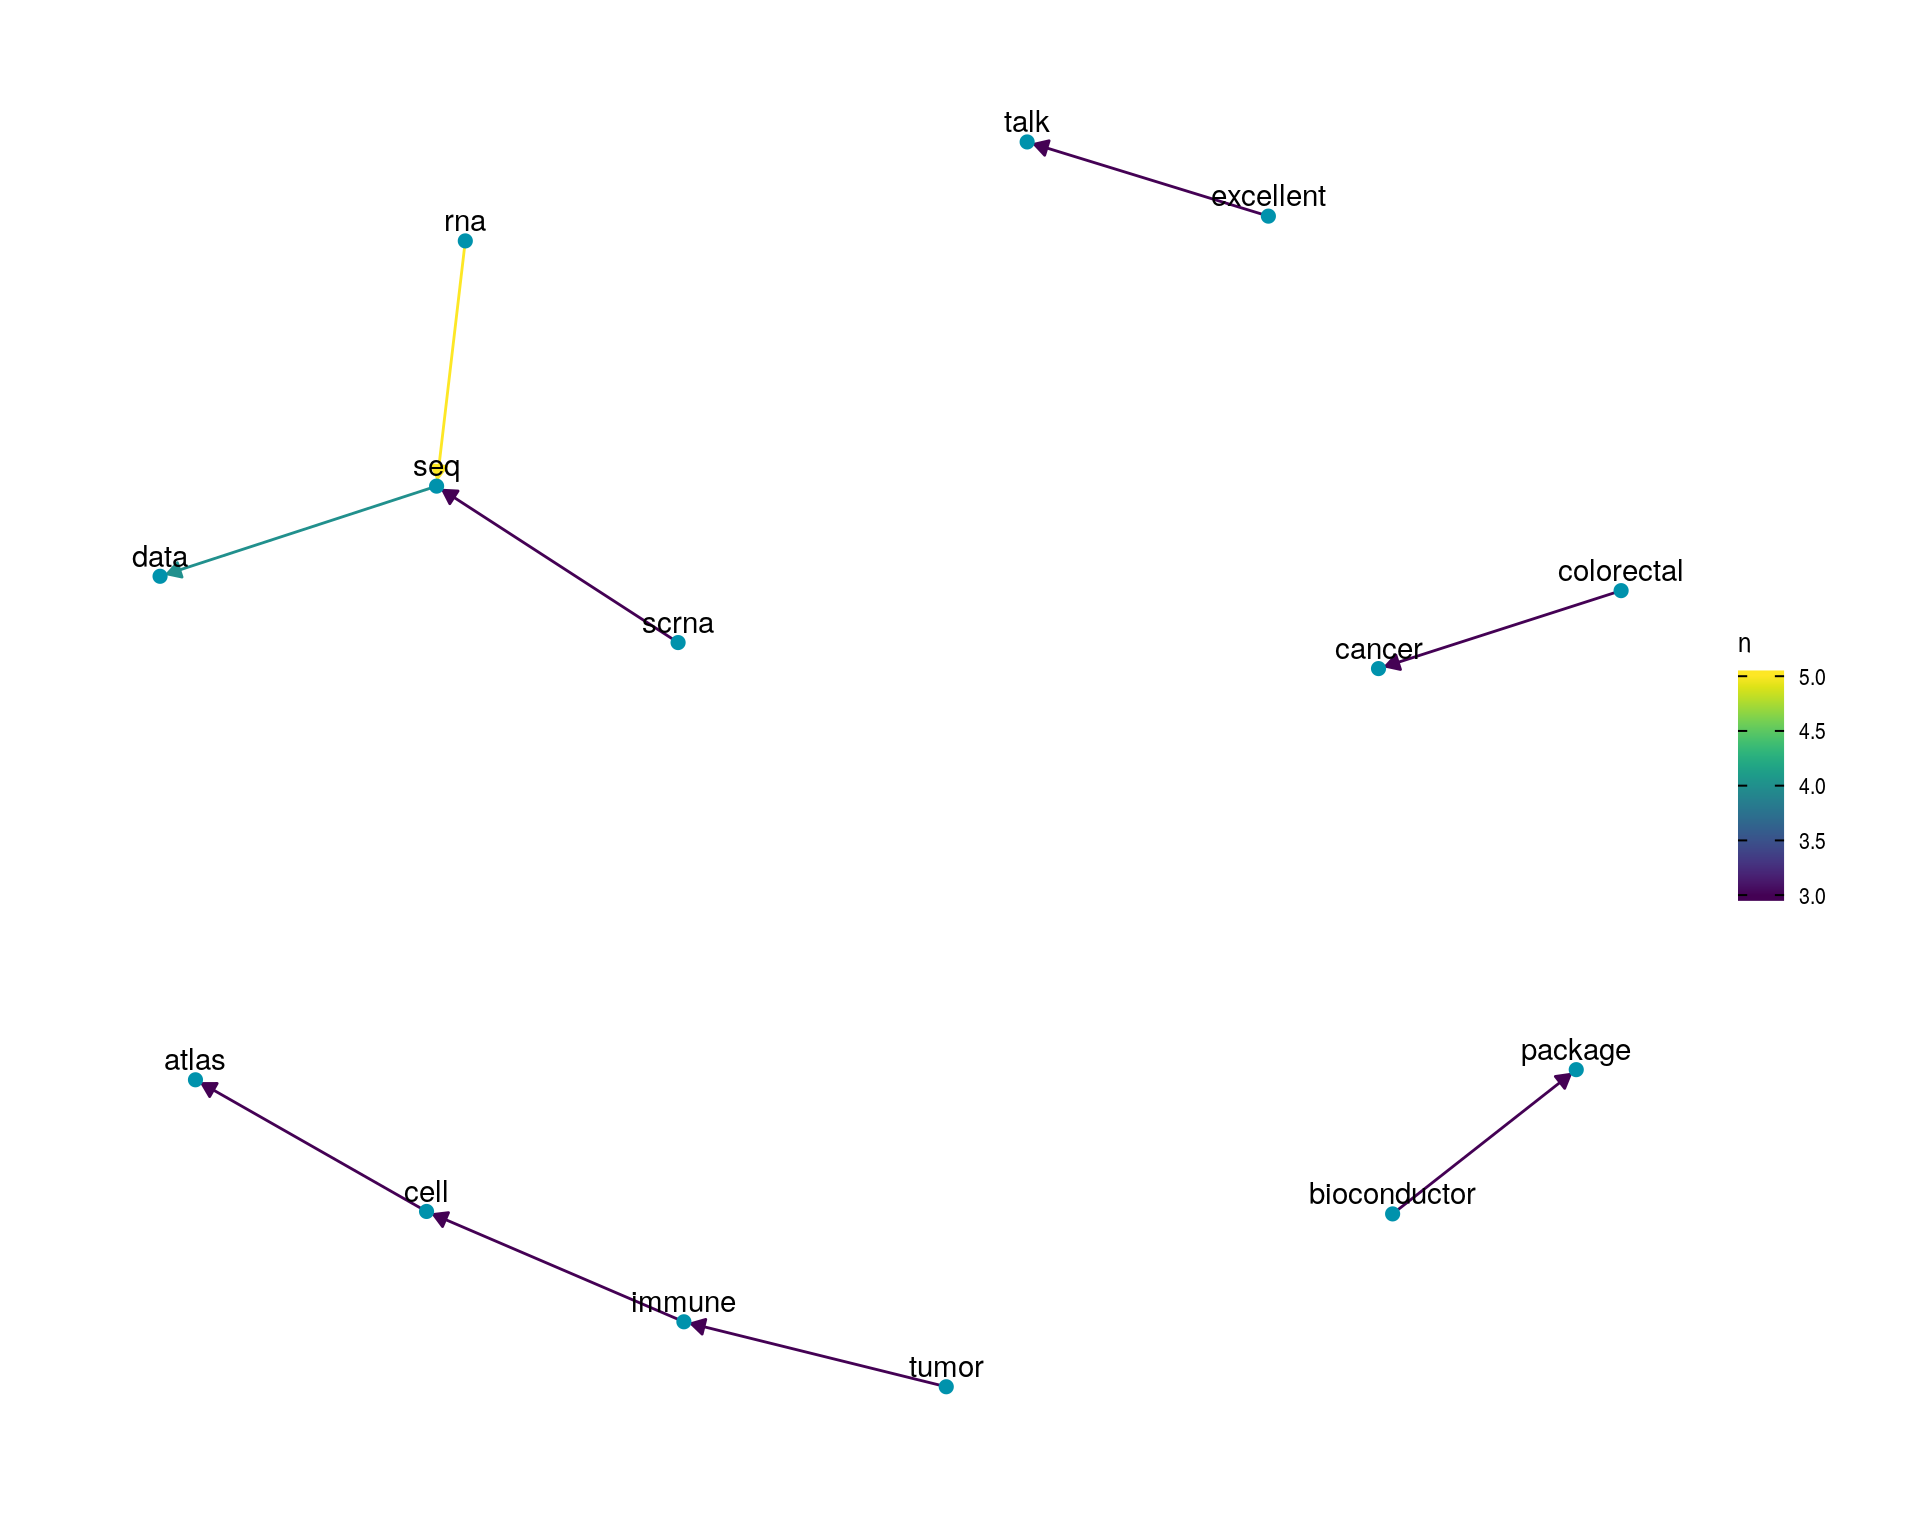 talk
excellent
rna
seq
data
scrna
colorectal
cancer
n
5.0
4.5
4.0
3.5
3.0
atlas
cell
immune
tumor
package
bioconductor